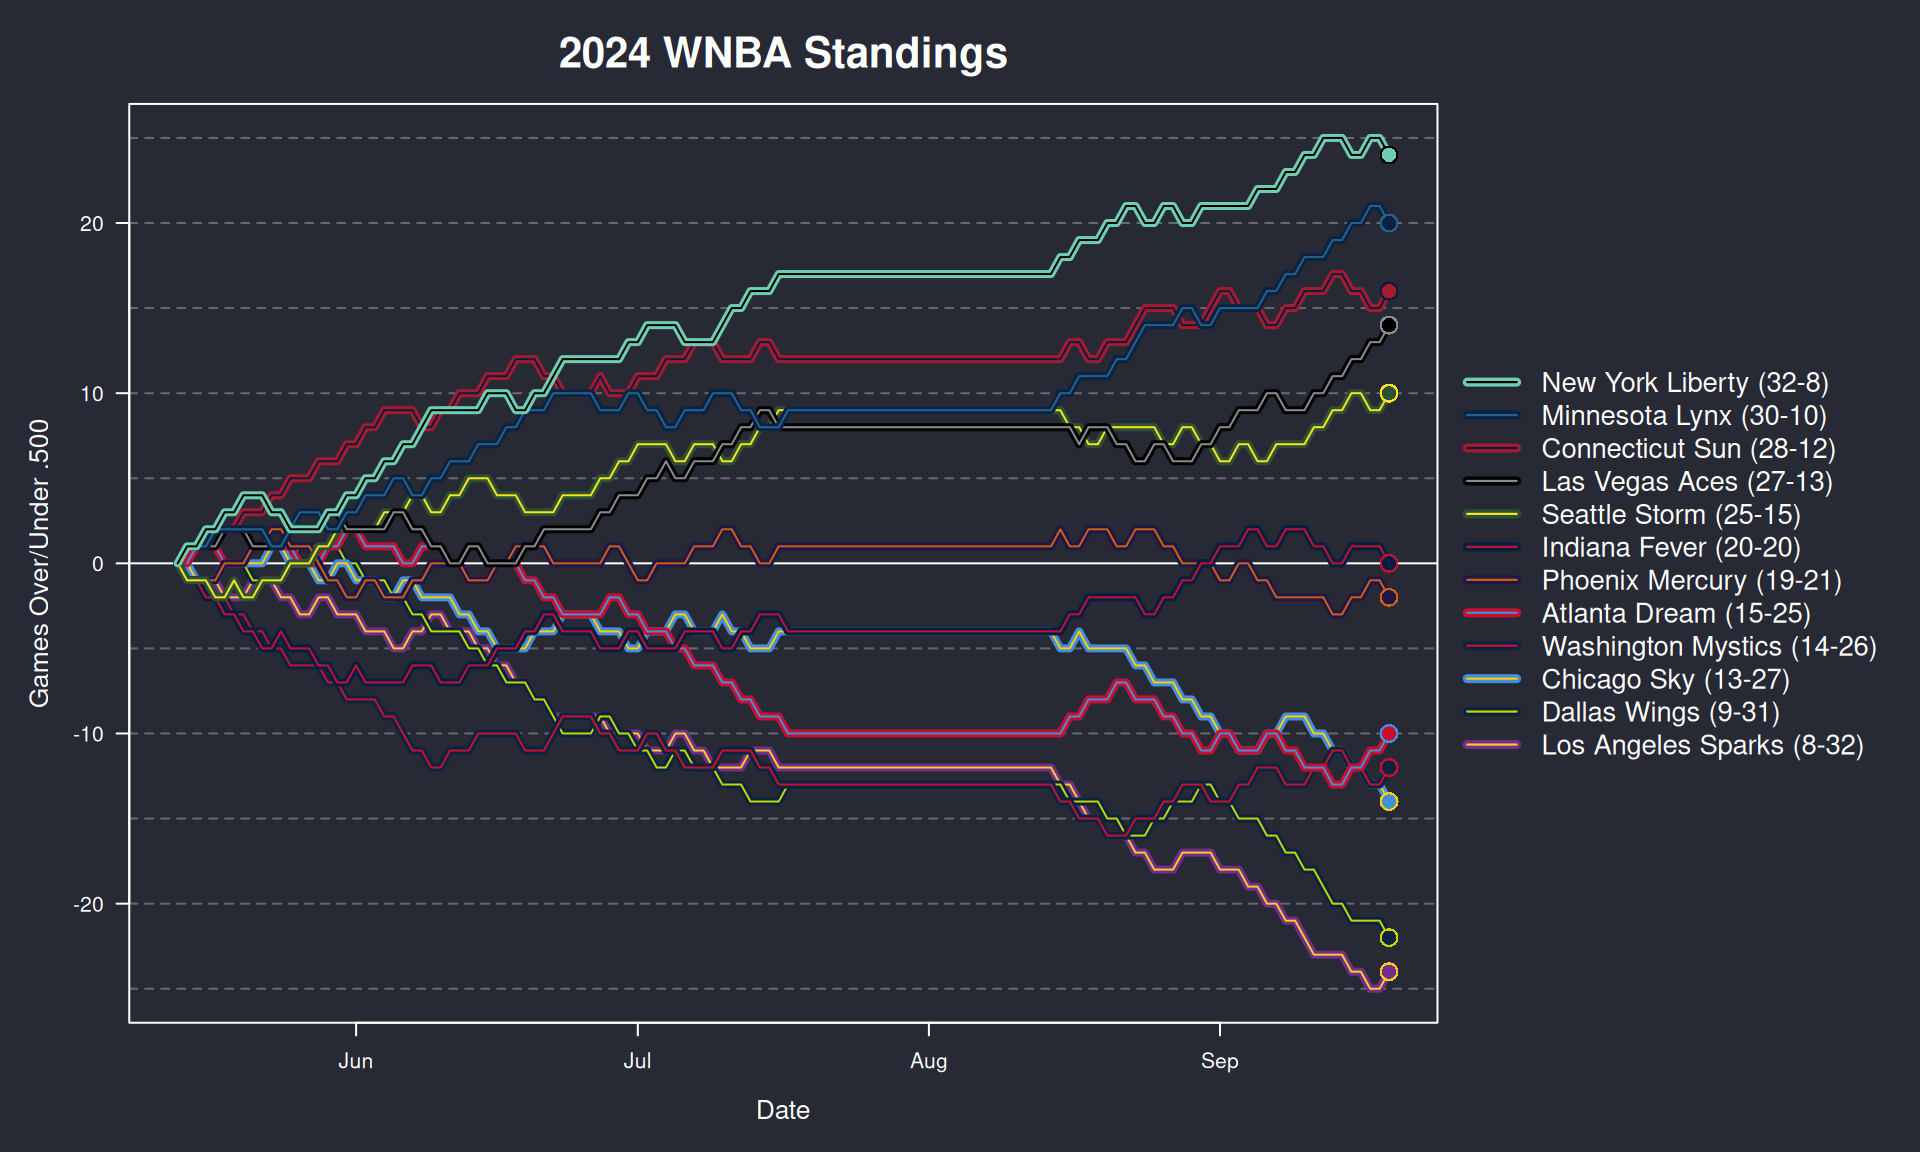 2024 WNBA Standings
Games Over/Under .500
20
10
0
-10
-20
Jun
Jul
Aug
Sep
Date
New York Liberty (32-8)
Minnesota Lynx (30-10)
Connecticut Sun (28-12)
Las Vegas Aces (27-13)
Seattle Storm (25-15)
Indiana Fever (20-20)
Phoenix Mercury (19-21)
Atlanta Dream (15-25)
Washington Mystics (14-26)
Chicago Sky (13-27)
Dallas Wings (9-31)
Los Angeles Sparks (8-32)